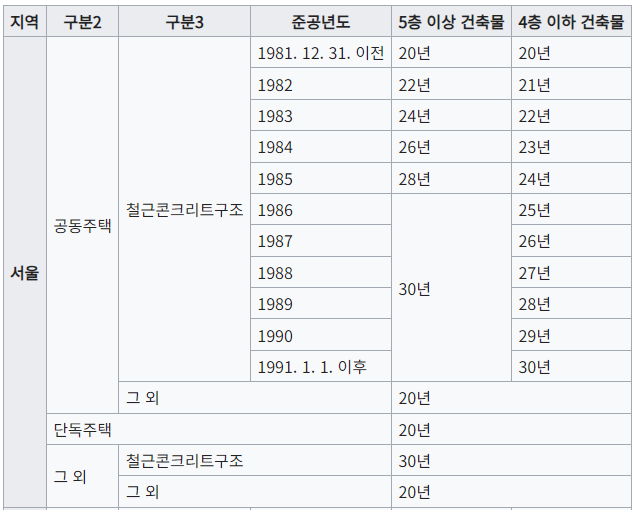 지역 구분2 구분3 준공년도 5층 이상 건축물 4층 이하 건축물
서울 공동주택 철근콘크리트구조 1981. 12. 31. 이전 20년 20년
1982 22년 21년
1983 24년 22년
1984 26년 23년
1985 28년 24년
1986 30년 25년
1987 26년
1988 27년
1989 28년
1990 29년
1991. 1. 1. 이후 30년
그 외 20년
단독주택 20년
그 외 철근콘크리트구조 30년
그 외 20년